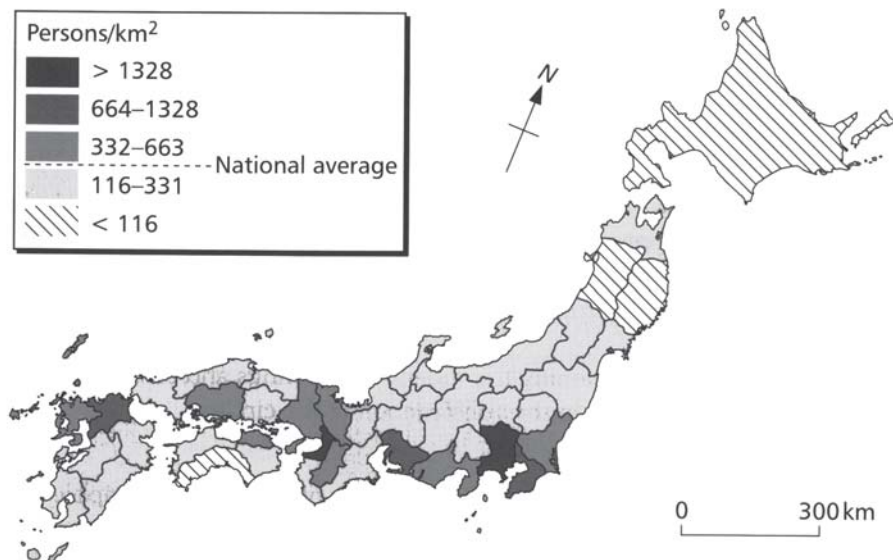 Persons/km²
> 1328
664–1328
332–663
National average
116–331
< 116
N
0 300 km